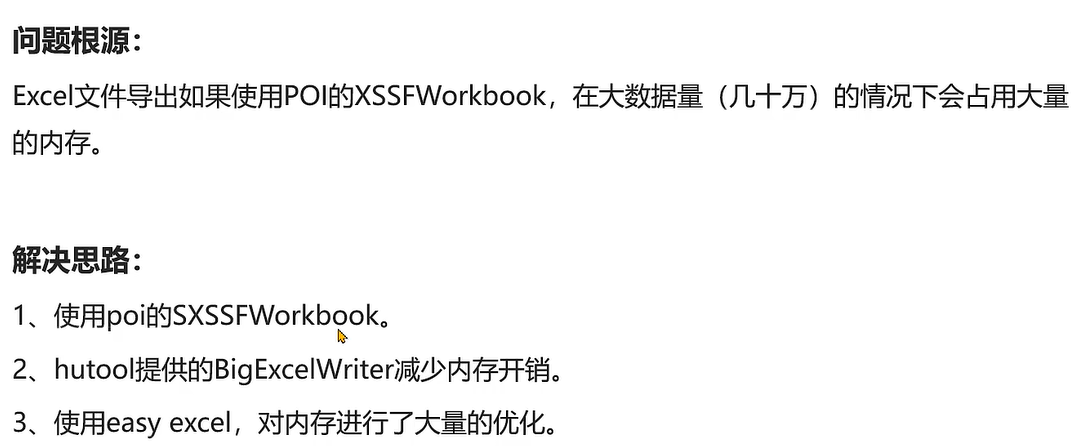 问题根源：
Excel文件导出如果使用POI的XSSFWorkbook，在大数据量（几十万）的情况下会占用大量
的内存。
解决思路：
1、使用poi的SXSSFWorkbook。
2、hutool提供的BigExcelWriter减少内存开销。
3、使用easy excel，对内存进行了大量的优化。